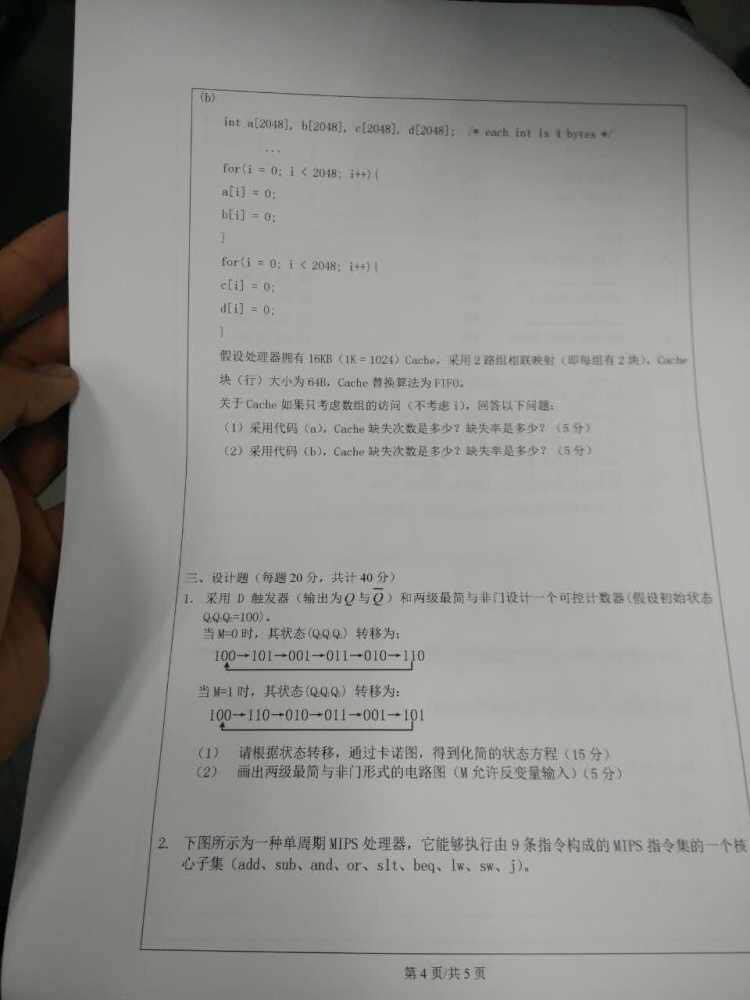 (b)
int a[2048], b[2048], c[2048], d[2048]; /* each int is 4 bytes */
...
for(i = 0; i < 2048; i++){
a[i] = 0;
b[i] = 0;
}
for(i = 0; i < 2048; i++){
c[i] = 0;
d[i] = 0;
}
假设处理器拥有 16KB（1K = 1024）Cache，采用 2 路组相联映射（即每组有 2 块），Cache
块（行）大小为 64B，Cache 替换算法为 FIFO。
关于 Cache 如果只考虑数组的访问（不考虑 i），回答以下问题：
（1）采用代码（a），Cache 缺失次数是多少？缺失率是多少？（5 分）
（2）采用代码（b），Cache 缺失次数是多少？缺失率是多少？（5 分）
三、设计题（每题 20 分，共计 40 分）
1. 采用 D 触发器（输出为 Q 与 Q̅）和两级最简与非门设计一个可控计数器(假设初始状态
Q₂Q₁Q₀=100)。
当 M=0 时，其状态(Q₂Q₁Q₀) 转移为：
100→101→001→011→010→110
当 M=1 时，其状态(Q₂Q₁Q₀) 转移为：
100→110→010→011→001→101
（1） 请根据状态转移，通过卡诺图，得到化简的状态方程（15 分）
（2） 画出两级最简与非门形式的电路图（M 允许反变量输入）（5 分）
2. 下图所示为一种单周期 MIPS 处理器，它能够执行由 9 条指令构成的 MIPS 指令集的一个核
心子集（add、sub、and、or、slt、beq、lw、sw、j）。
第 4 页/共 5 页